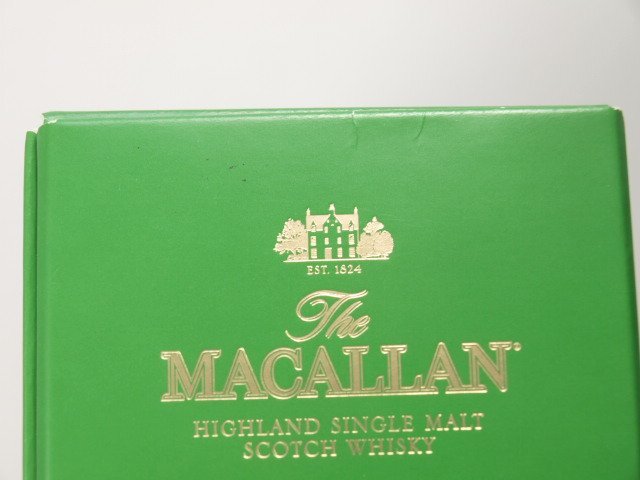 EST. 1824
The
MACALLAN®
HIGHLAND SINGLE MALT
SCOTCH WHISKY